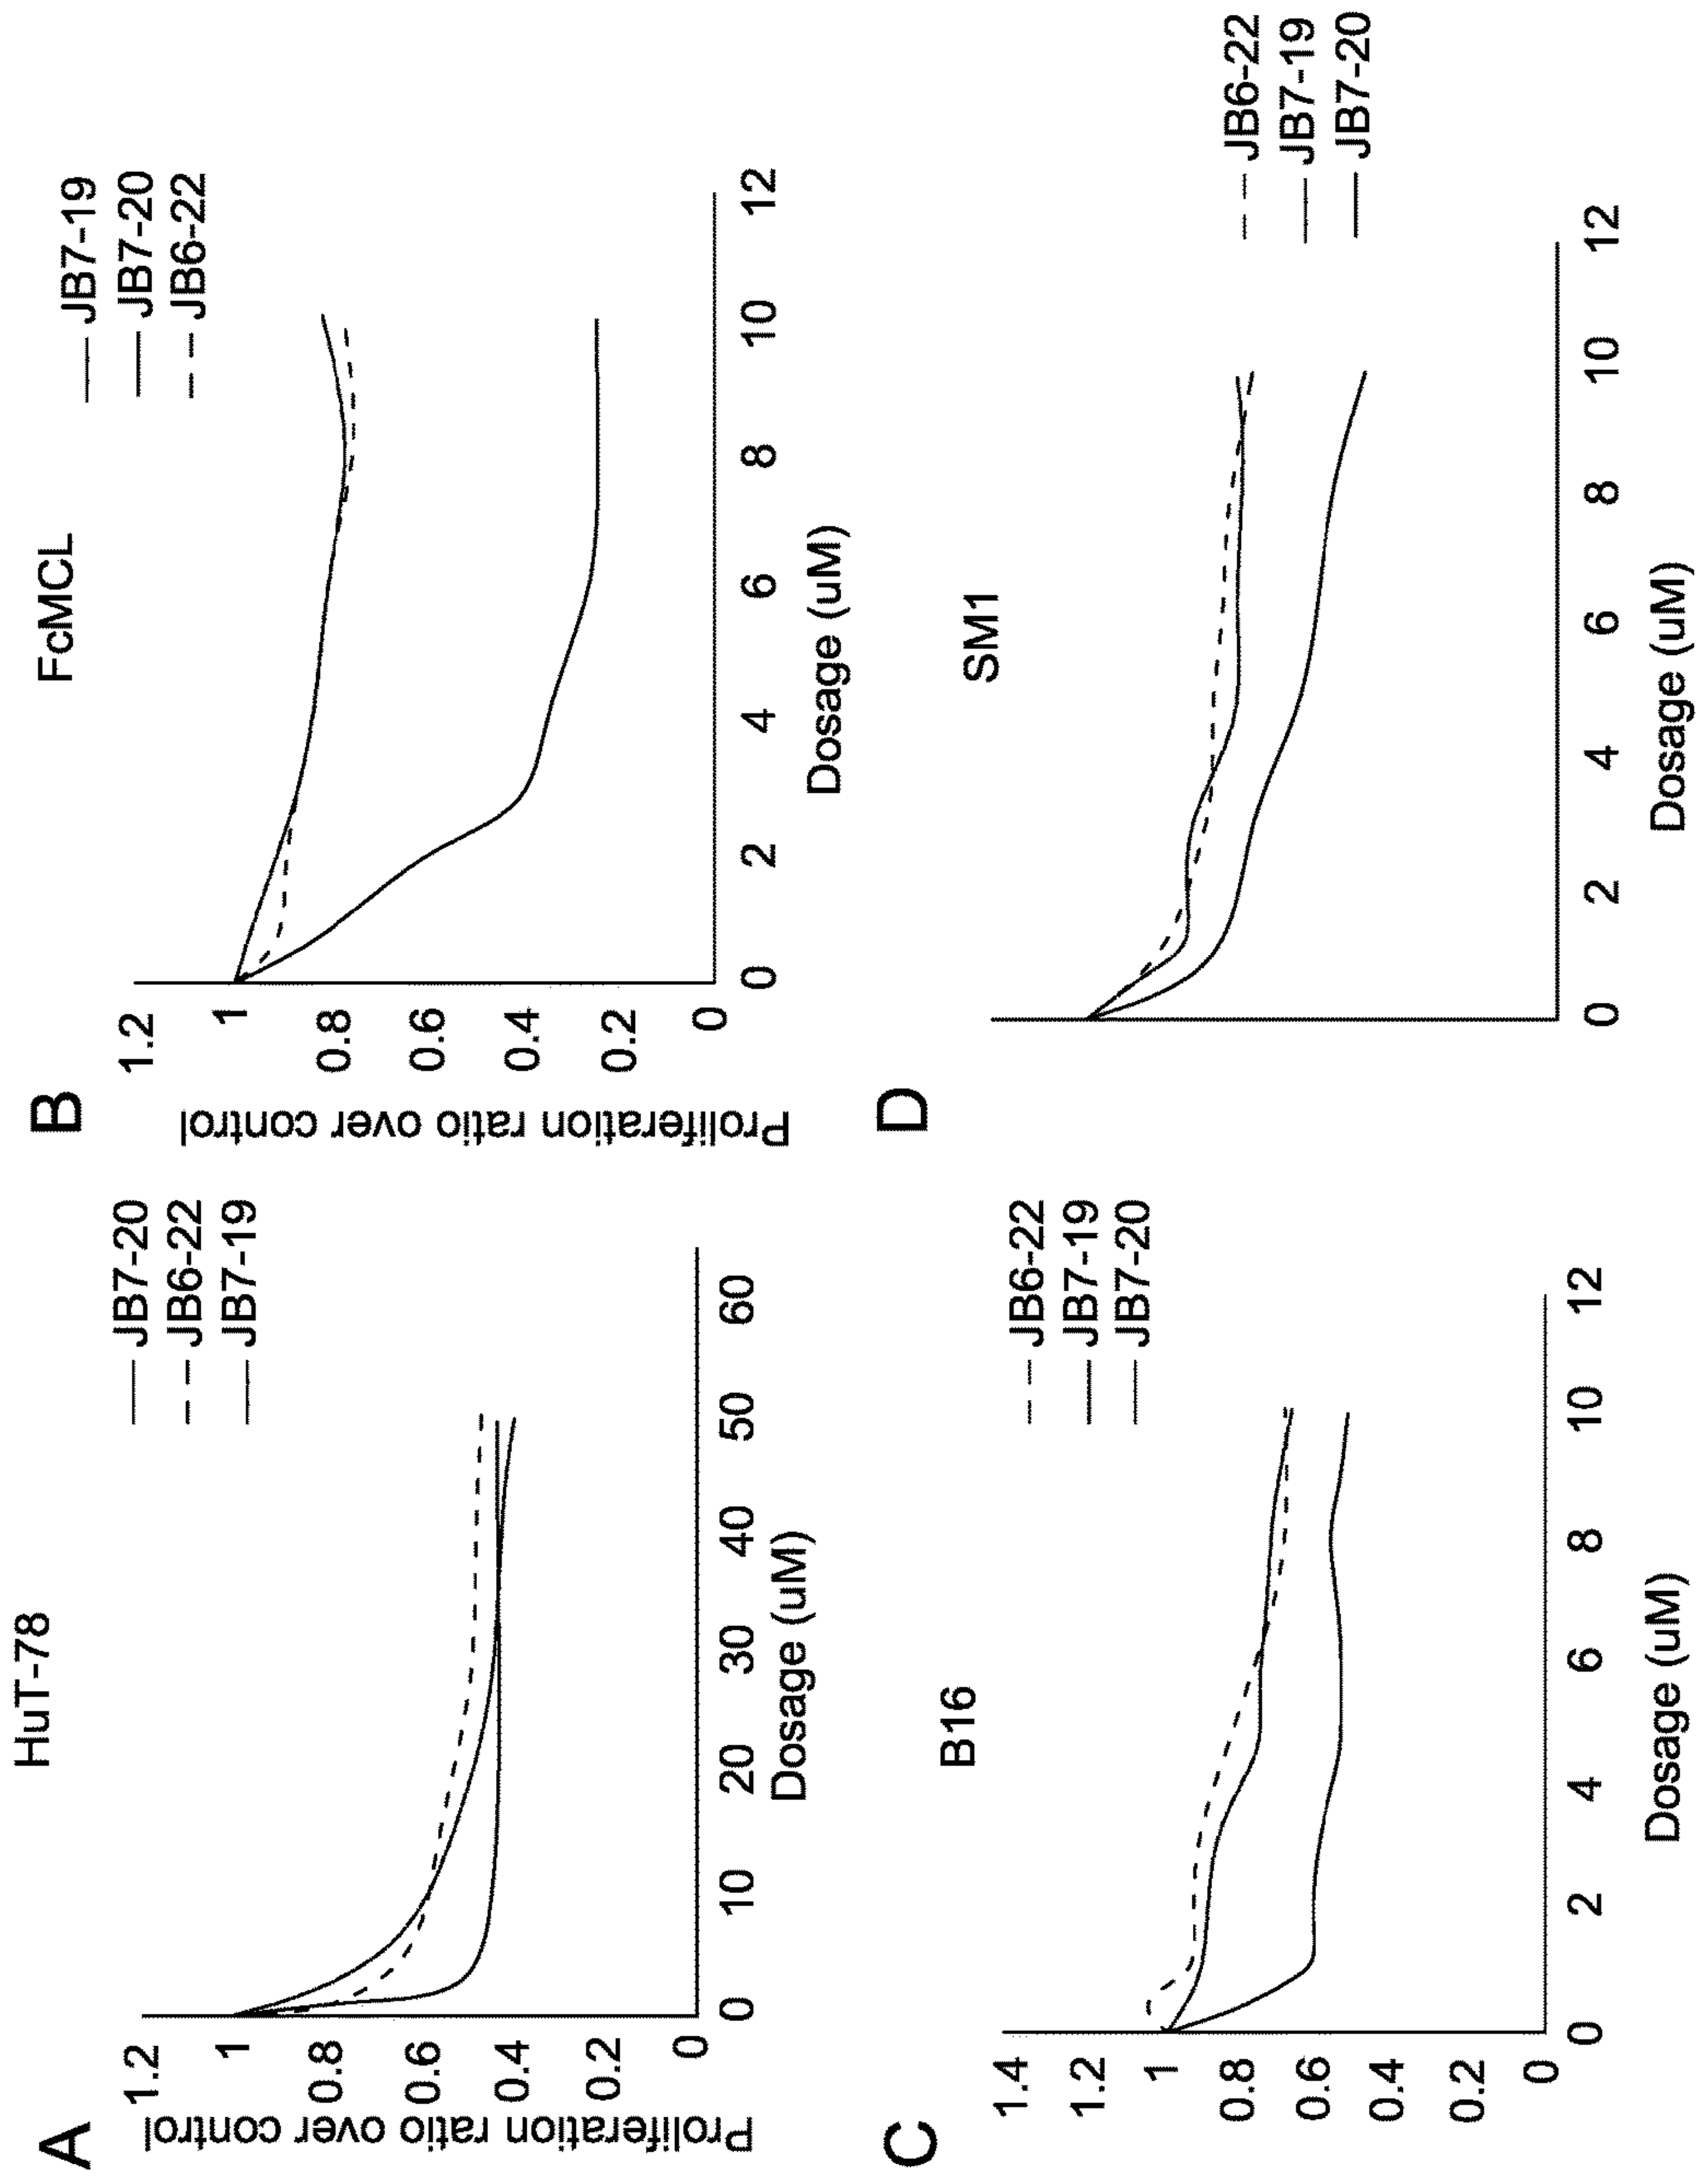 A
HuT-78
JB7-20
JB6-22
JB7-19
Proliferation ratio over control
1.2
1
0.8
0.6
0.4
0.2
0
0 10 20 30 40 50 60
Dosage (uM)
B
FcMCL
JB7-19
JB7-20
JB6-22
Proliferation ratio over control
1.2
1
0.8
0.6
0.4
0.2
0
0 2 4 6 8 10 12
Dosage (uM)
C
B16
JB6-22
JB7-19
JB7-20
1.4
1.2
1
0.8
0.6
0.4
0.2
0
0 2 4 6 8 10 12
Dosage (uM)
D
SM1
JB6-22
JB7-19
JB7-20
0 2 4 6 8 10 12
Dosage (uM)